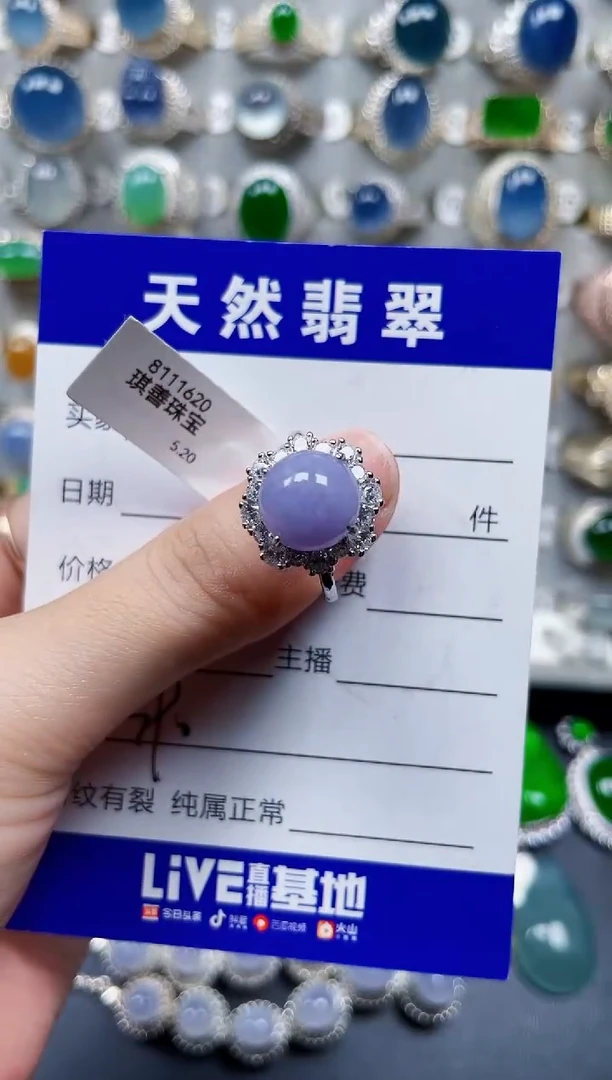 天然翡翠
8111620
琪善珠宝
5.20
买家
日期
件
价格
费
主播
纹有裂 纯属正常
LiVE直播基地
今日头条 抖音 西瓜视频 火山